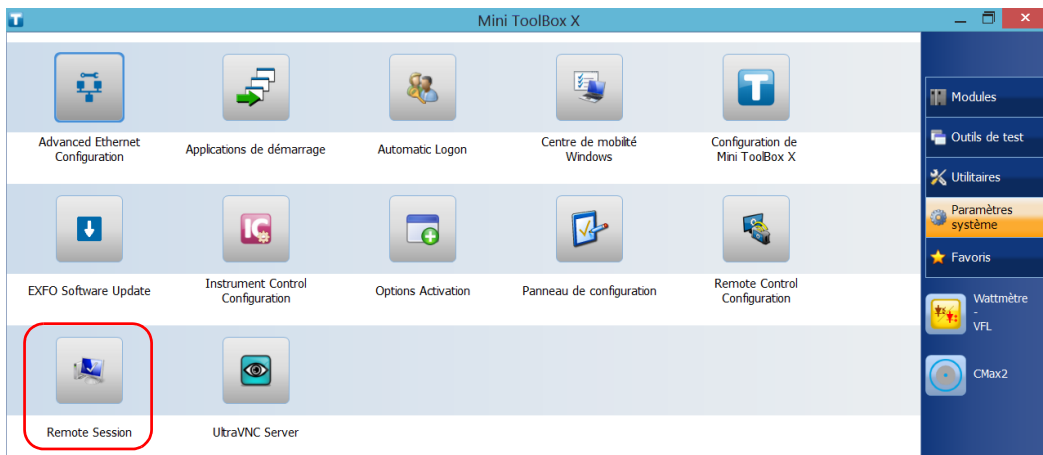 Mini ToolBox X
Advanced Ethernet
Configuration
Applications de démarrage
Automatic Logon
Centre de mobilité
Windows
Configuration de
Mini ToolBox X
EXFO Software Update
Instrument Control
Configuration
Options Activation
Panneau de configuration
Remote Control
Configuration
Remote Session
UltraVNC Server
Modules
Outils de test
Utilitaires
Paramètres
système
Favoris
Wattmètre
-
VFL
CMax2